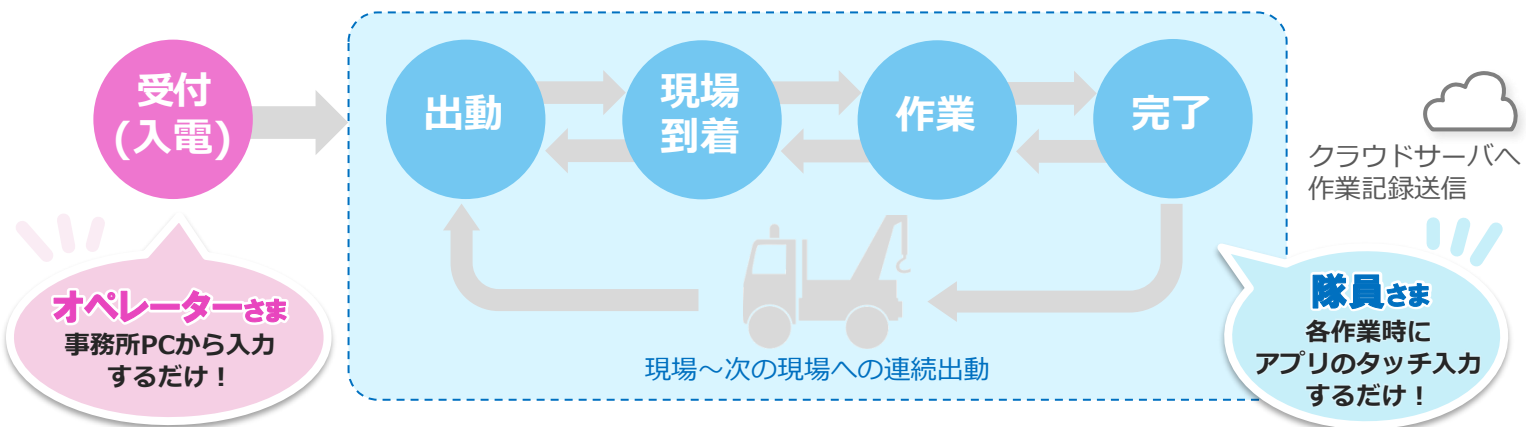 受付
(入電)
出動
現場
到着
作業
完了
クラウドサーバへ
作業記録送信
オペレーターさま
事務所PCから入力
するだけ！
現場～次の現場への連続出動
隊員さま
各作業時に
アプリのタッチ入力
するだけ！